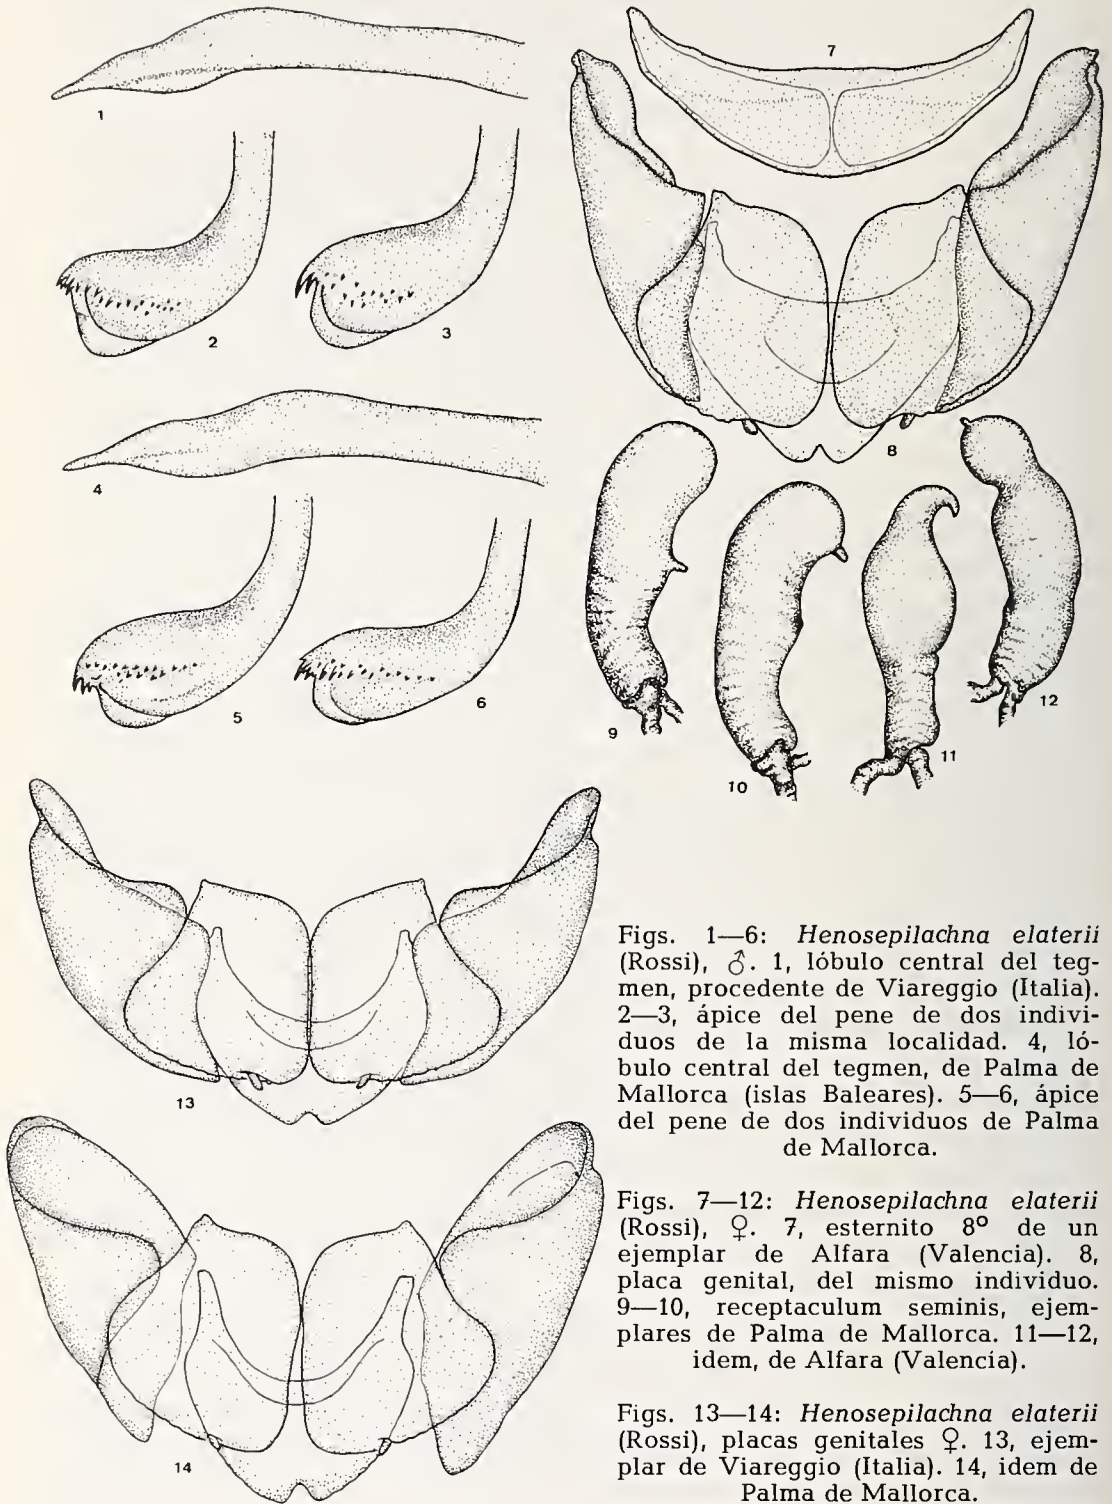 1
7
2
3
8
4
5
6
9
10
11
12
13
14
Figs. 1—6: Henosepilachna elaterii
(Rossi), ♂. 1, lóbulo central del teg-
men, procedente de Viareggio (Italia).
2—3, ápice del pene de dos indivi-
duos de la misma localidad. 4, ló-
bulo central del tegmen, de Palma de
Mallorca (islas Baleares). 5—6, ápice
del pene de dos individuos de Palma
de Mallorca.
Figs. 7—12: Henosepilachna elaterii
(Rossi), ♀. 7, esternito 8º de un
ejemplar de Alfara (Valencia). 8,
placa genital, del mismo individuo.
9—10, receptaculum seminis, ejem-
plares de Palma de Mallorca. 11—12,
idem, de Alfara (Valencia).
Figs. 13—14: Henosepilachna elaterii
(Rossi), placas genitales ♀. 13, ejem-
plar de Viareggio (Italia). 14, idem de
Palma de Mallorca.